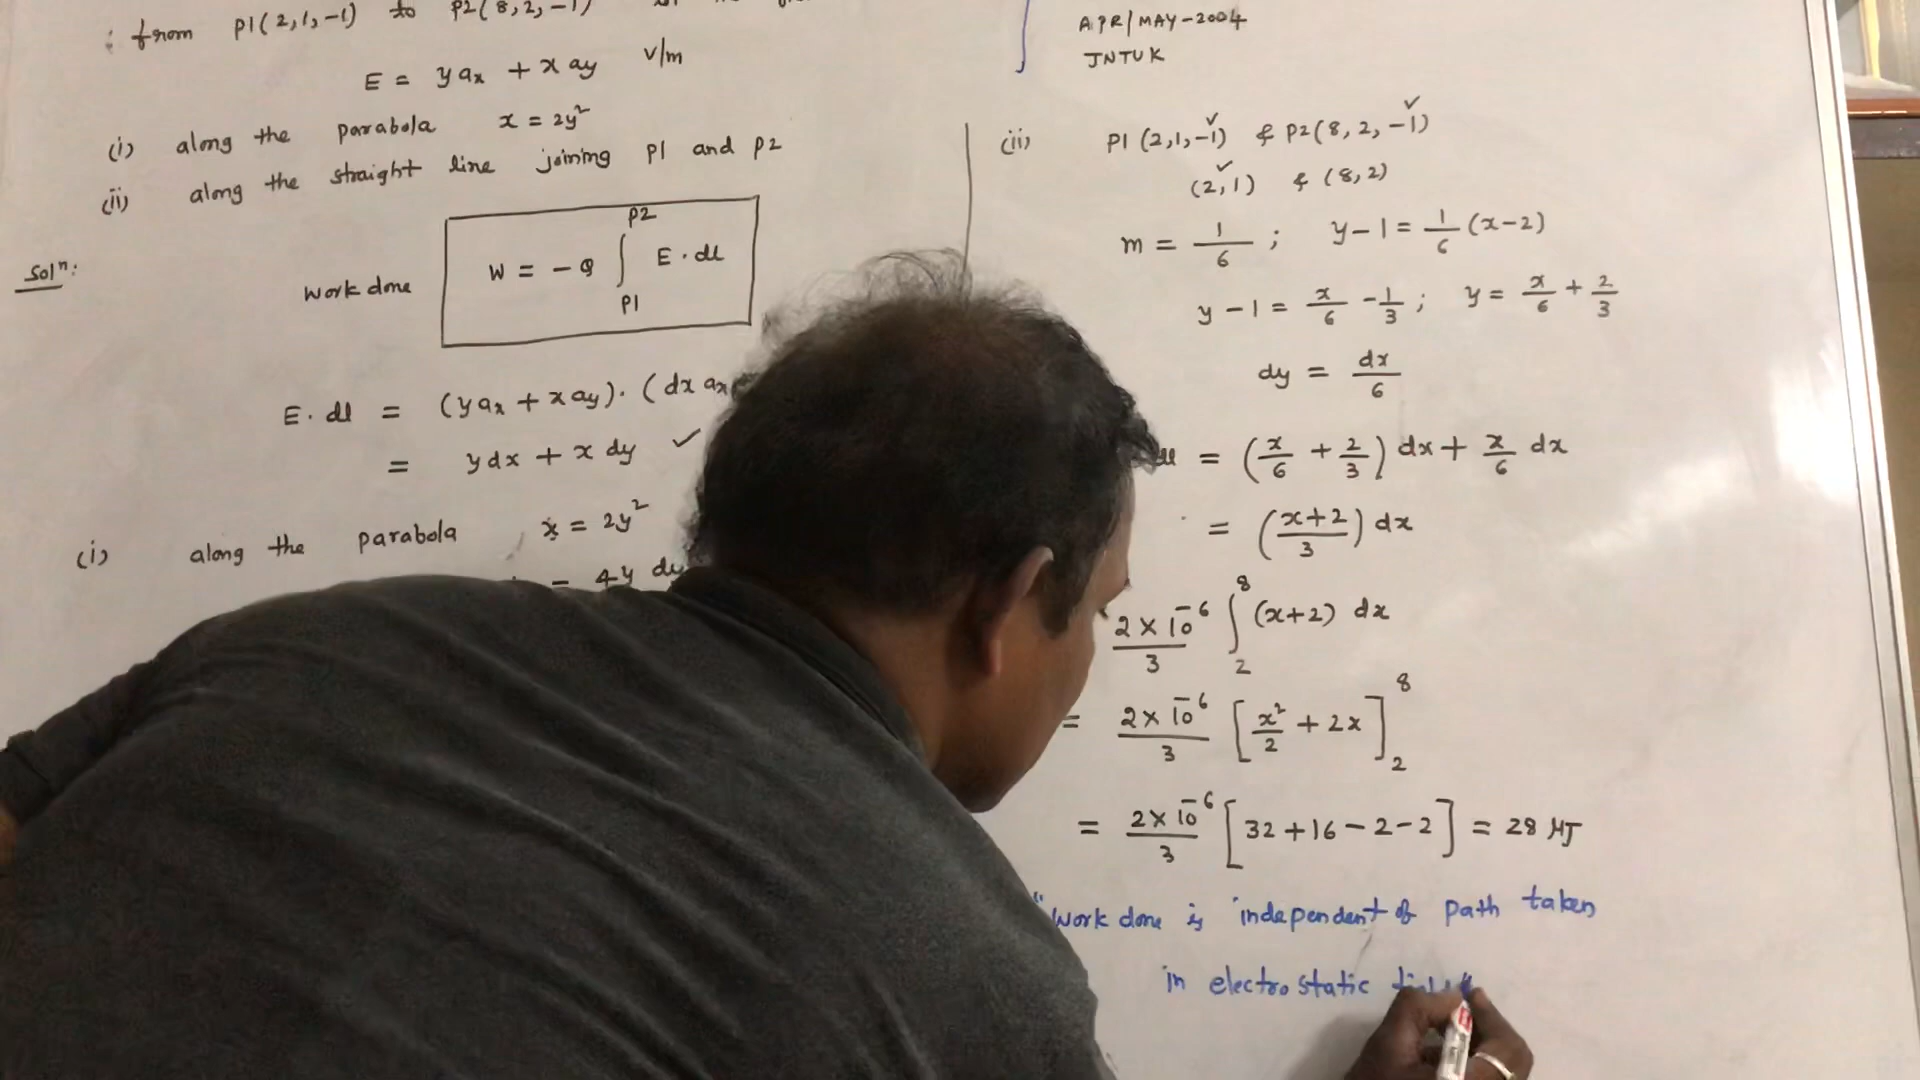 : from P1(2,1,-1) to P2(8,2,-1)
E = y ax + x ay V/m
(i) along the parabola x = 2y²
(ii) along the straight line joining P1 and P2
Solⁿ:
Work done W = -Q ∫ E . dl
P2
P1
E . dl = (y ax + x ay) . (dx ax
= ydx + x dy ✓
(i) along the parabola x = 2y²
= 4y dy
APR/MAY-2004
JNTUK
(ii) P1 (2,1,-1) & P2(8,2,-1)
(2,1) & (8,2)
m = 1/6 ; y-1 = 1/6 (x-2)
y-1 = x/6 - 1/3 ; y = x/6 + 2/3
dy = dx/6
dl = (x/6 + 2/3) dx + x/6 dx
= (x+2/3) dx
2×10⁻⁶/3 ∫₂⁸ (x+2) dx
= 2×10⁻⁶/3 [x²/2 + 2x]₂⁸
= 2×10⁻⁶/3 [32+16-2-2] = 28 μJ
"Work done is independent of path taken
in electrostatic